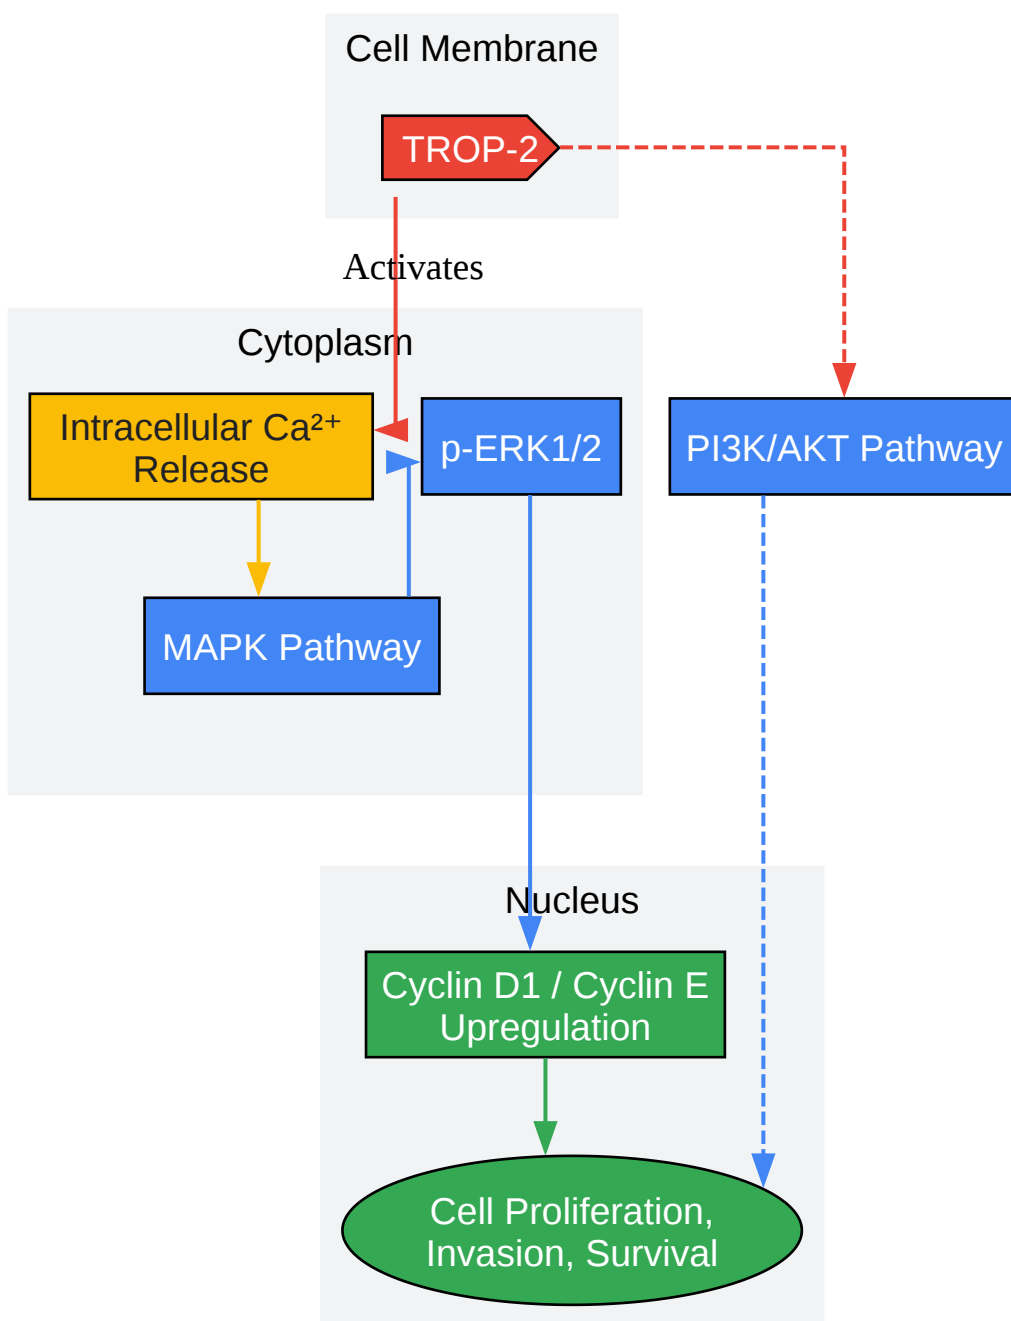 Cell Membrane
TROP-2
Activates
Cytoplasm
Intracellular Ca²⁺
Release
p-ERK1/2
PI3K/AKT Pathway
MAPK Pathway
Nucleus
Cyclin D1 / Cyclin E
Upregulation
Cell Proliferation,
Invasion, Survival